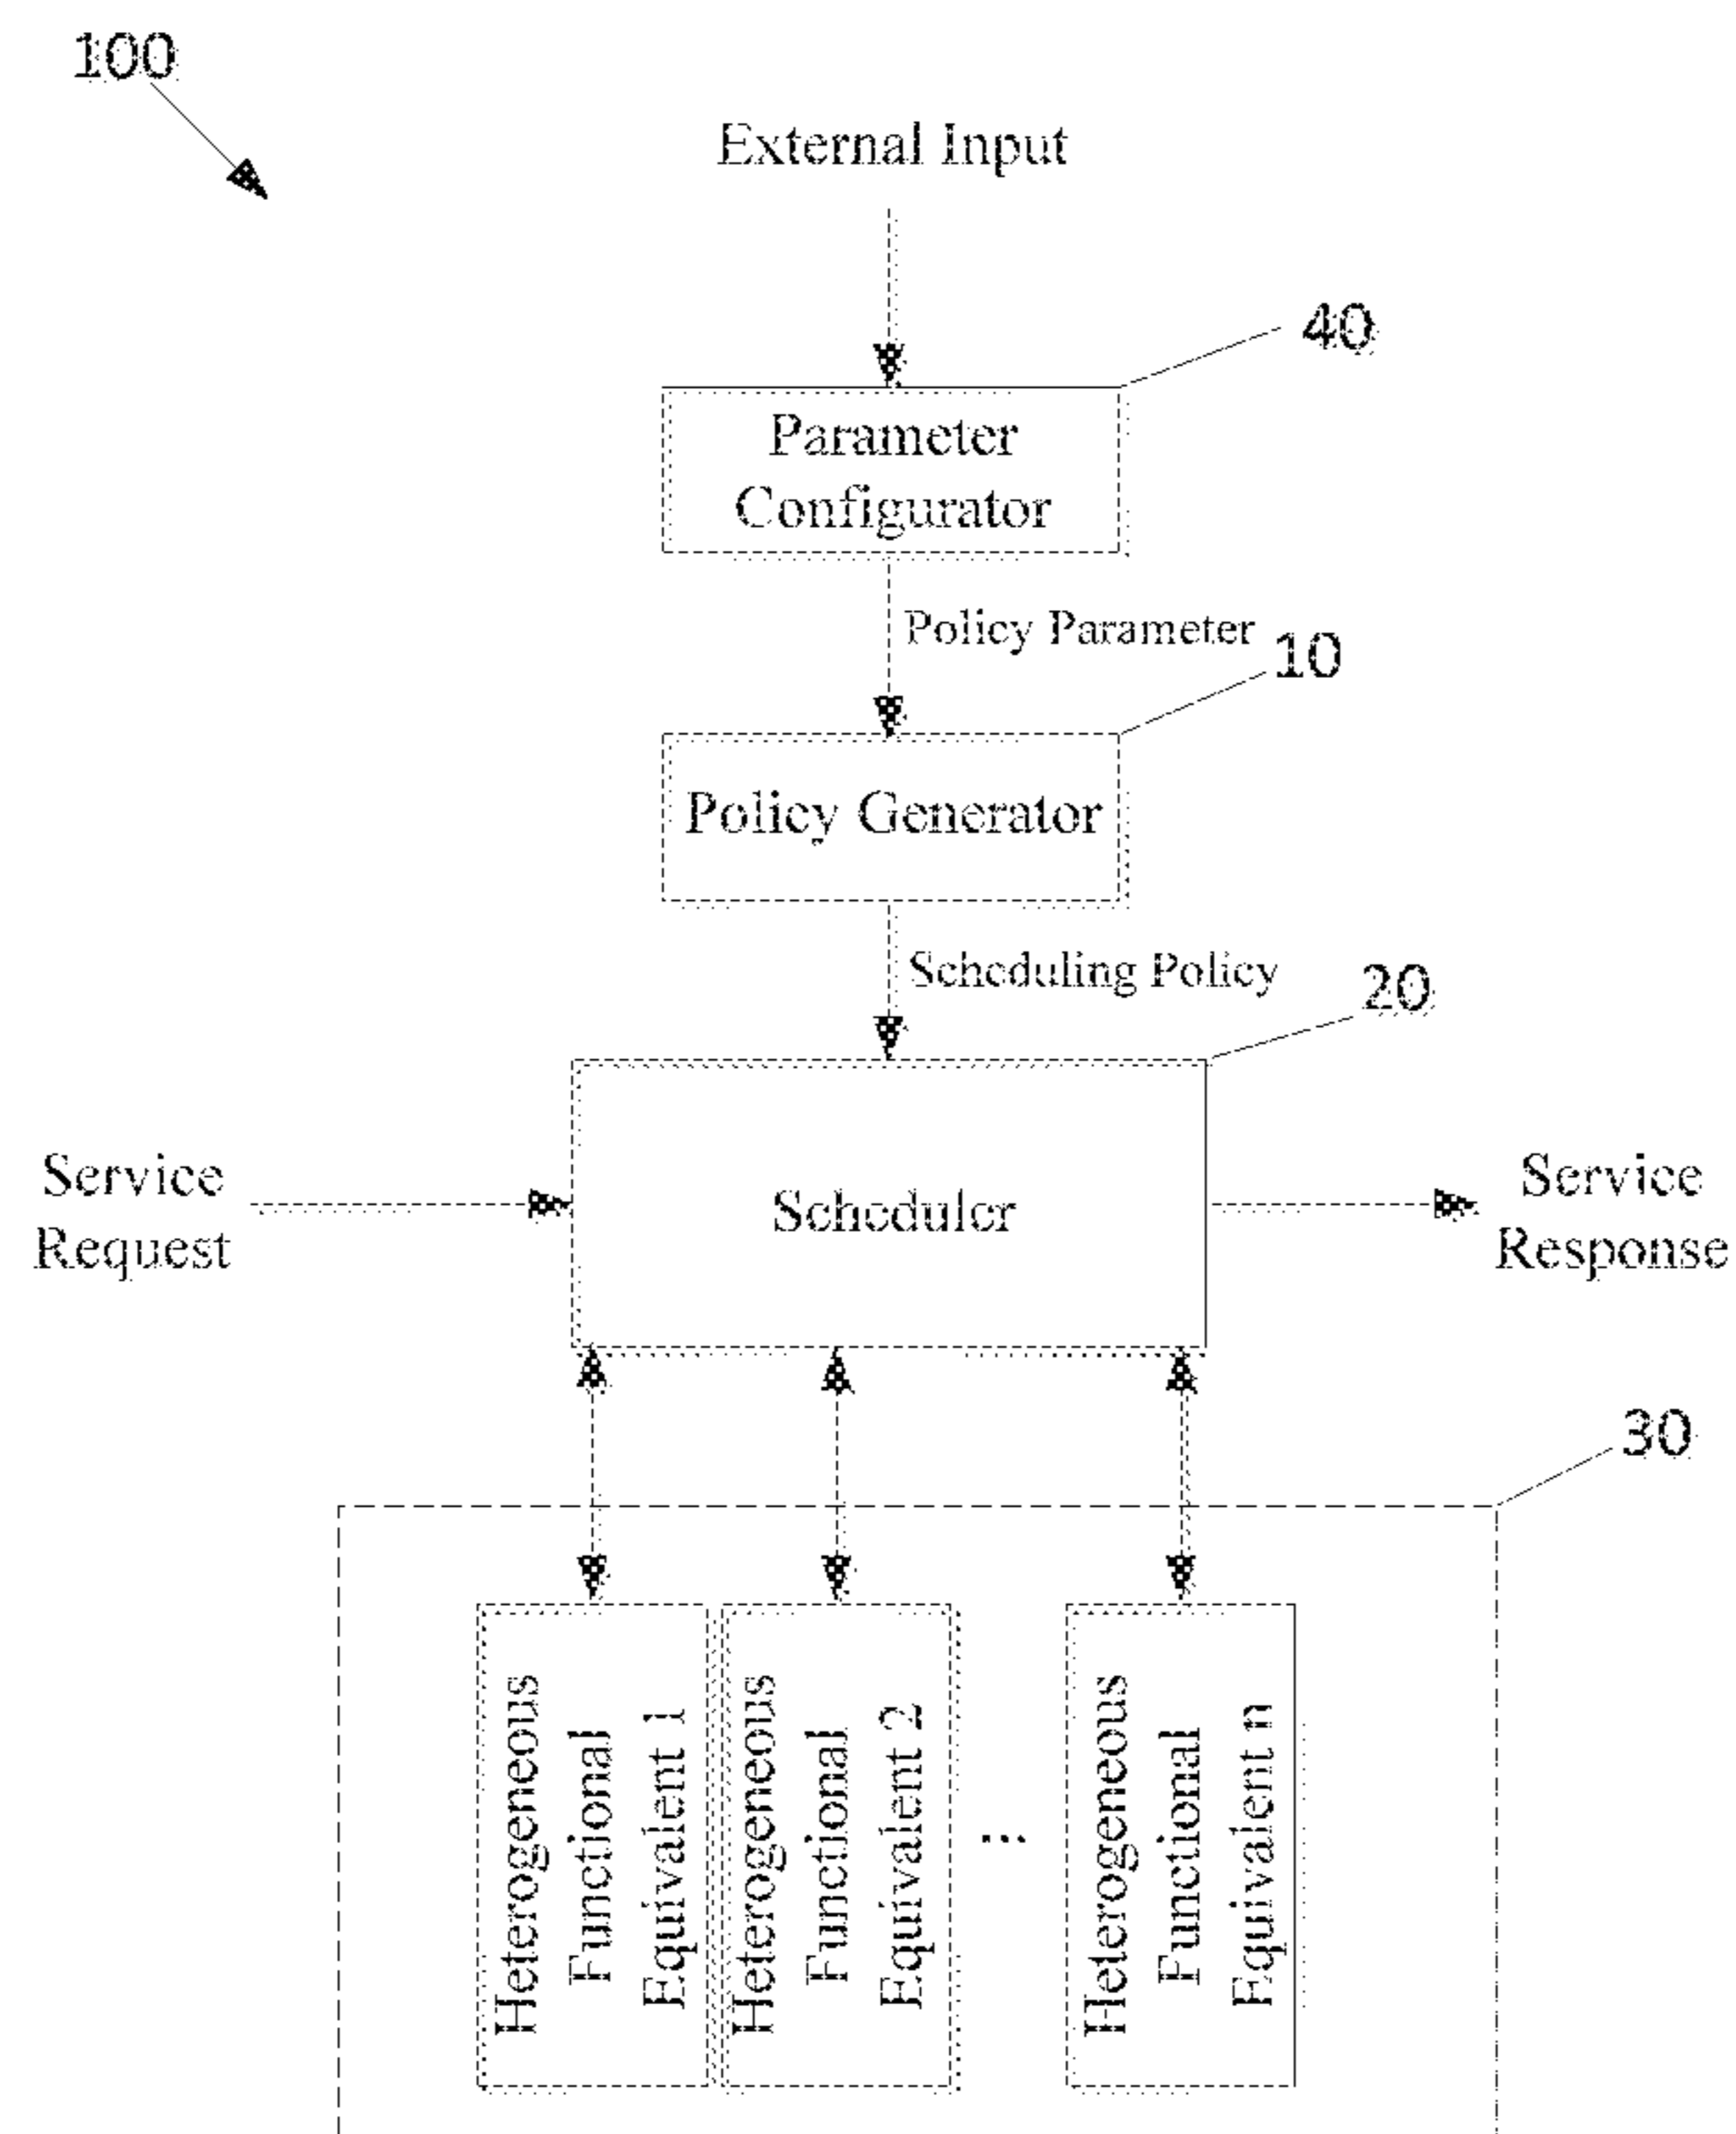 100
External Input
40
Parameter
Configurator
Policy Parameter
10
Policy Generator
Scheduling Policy
20
Service
Request
Scheduler
Service
Response
30
Heterogeneous
Functional
Equivalent 1
Heterogeneous
Functional
Equivalent 2
...
Heterogeneous
Functional
Equivalent n